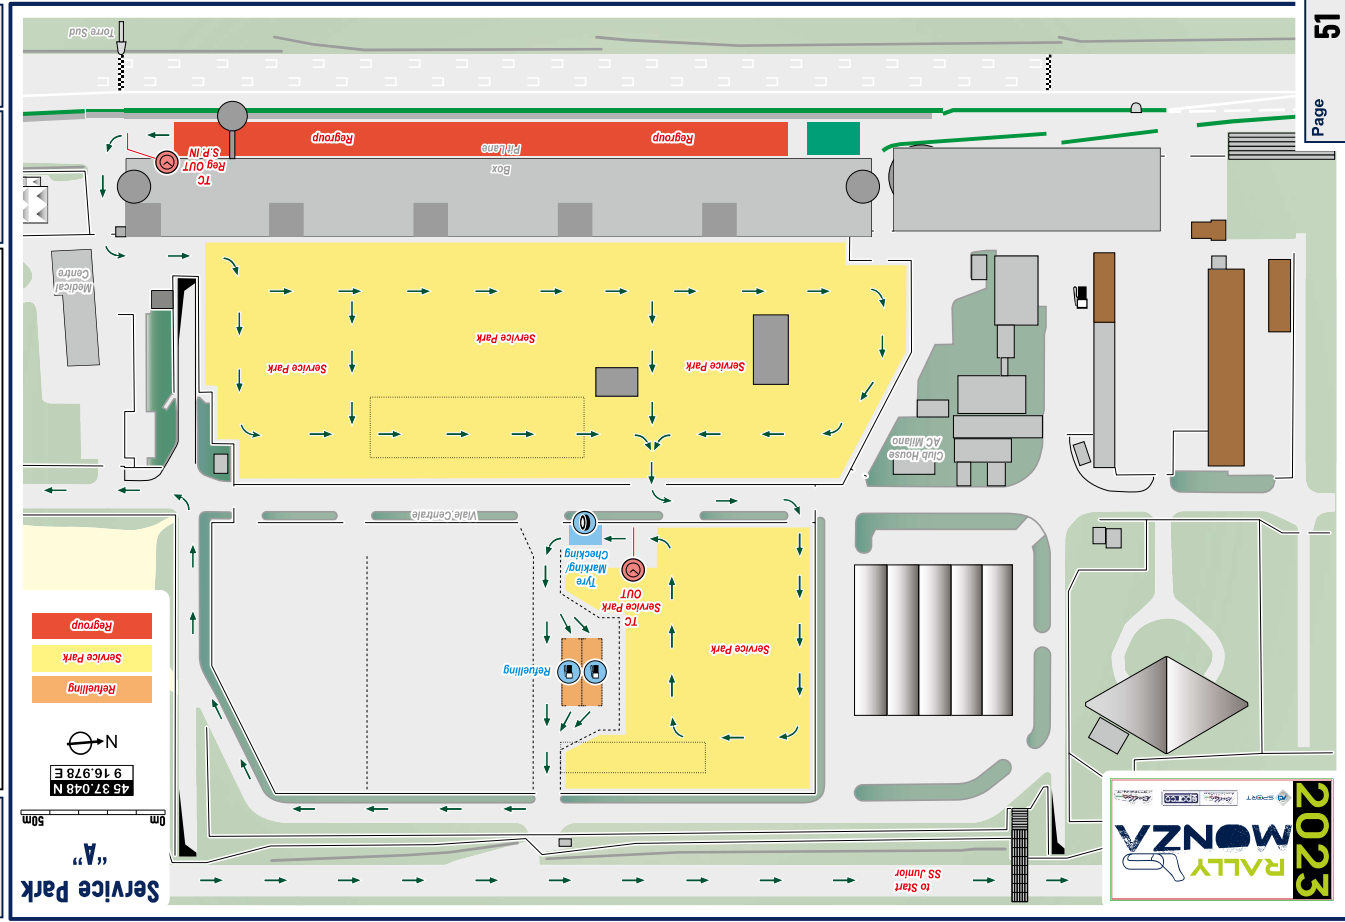 2023
RALLY
MONZA
SPORT
to Start
SS Junior
Service Park
“A”
0m 50m
45 37.048 N
9 16.978 E
N
Refuelling
Service Park
Regroup
Service Park
Refuelling
TC
Service Park
OUT
Tyre
Marking/
Checking
Viale Centrale
Club House
AC Milano
Service Park
Service Park
Service Park
Medical
Centre
Box
Pit Lane
TC
Reg OUT
S.P. IN
Regroup
Regroup
Torre Sud
Page 51